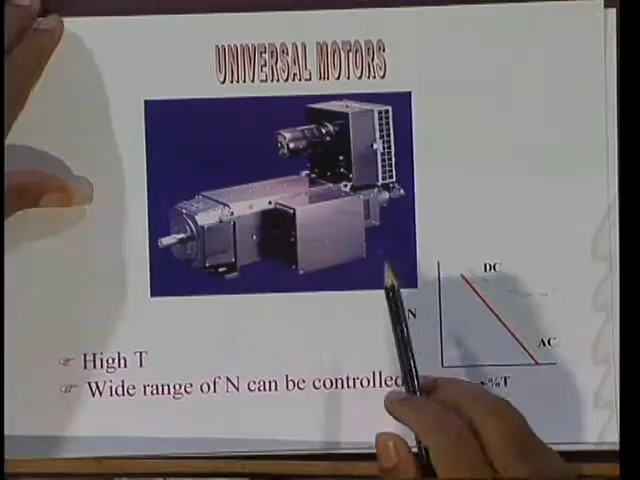 UNIVERSAL MOTORS
DC
N
AC
%T
High T
Wide range of N can be controlled